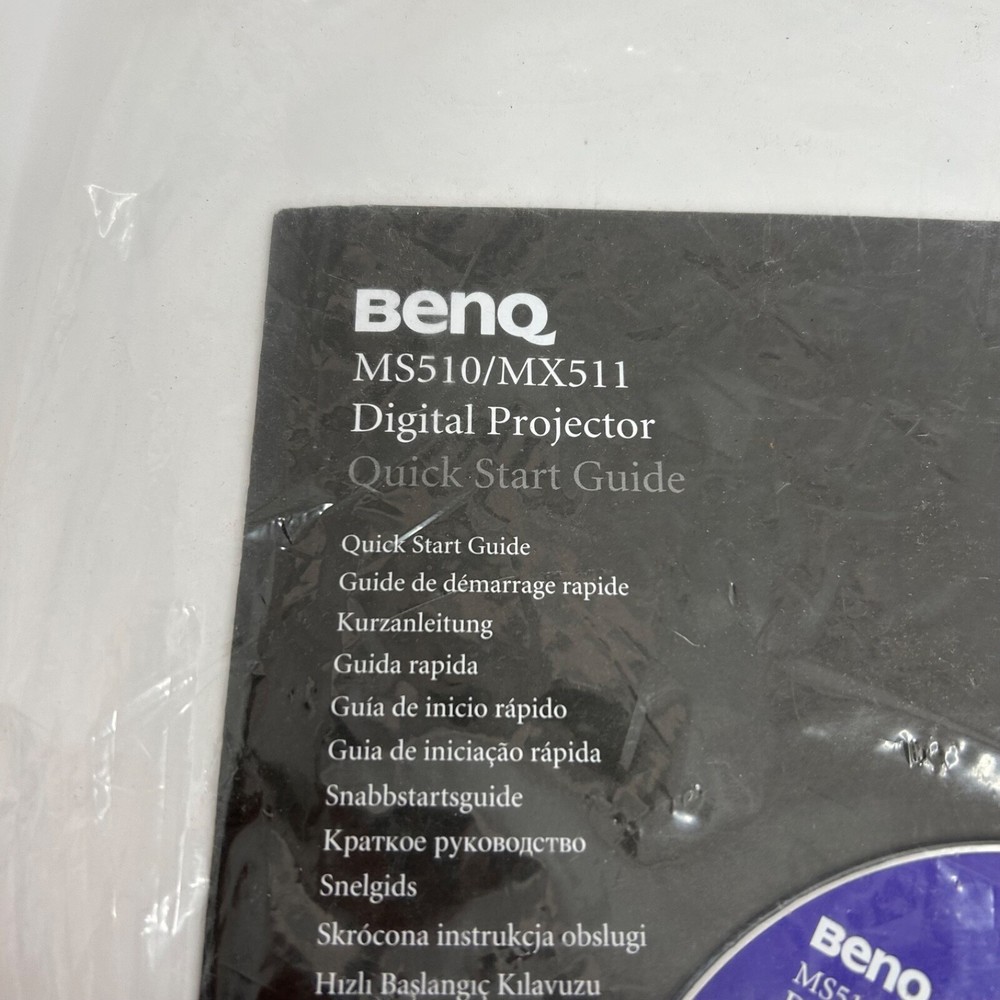 BenQ
MS510/MX511
Digital Projector
Quick Start Guide
Quick Start Guide
Guide de démarrage rapide
Kurzanleitung
Guida rapida
Guía de inicio rápido
Guia de iniciação rápida
Snabbstartsguide
Краткое руководство
Snelgids
Skrócona instrukcja obslugi
Hızlı Başlangıç Kılavuzu
BenQ